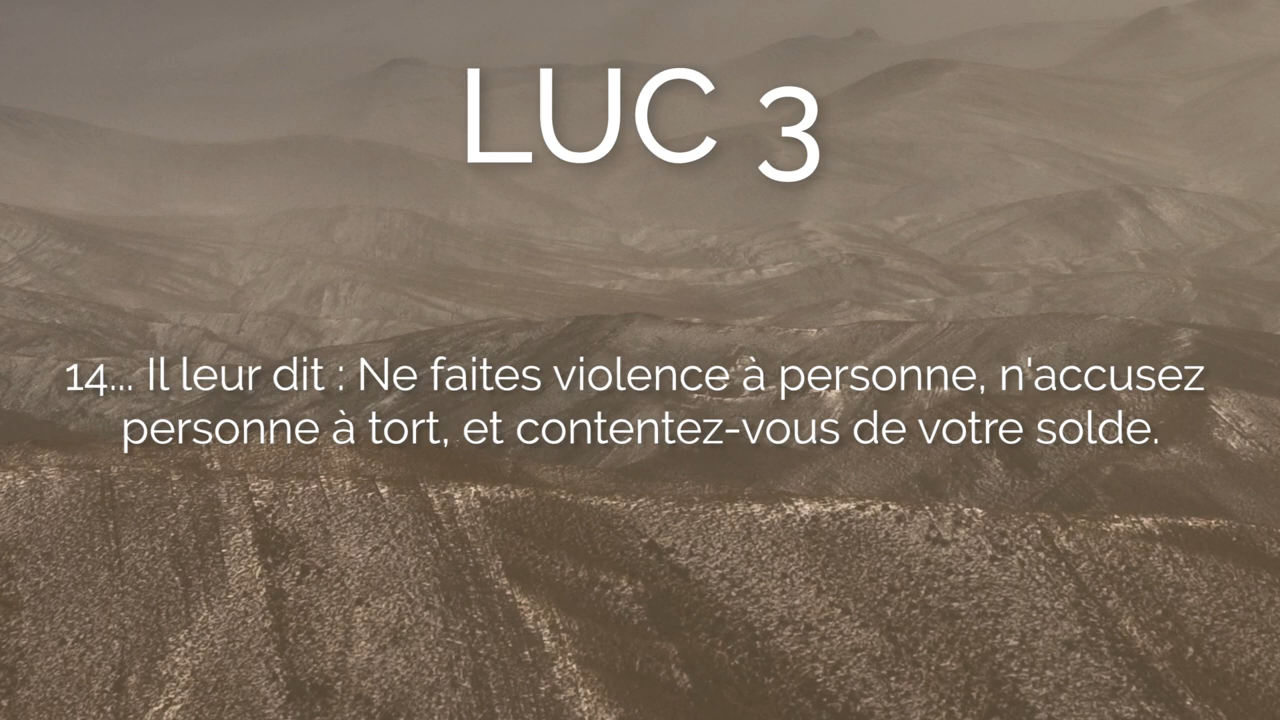 LUC 3
14... Il leur dit : Ne faites violence à personne, n'accusez
personne à tort, et contentez-vous de votre solde.